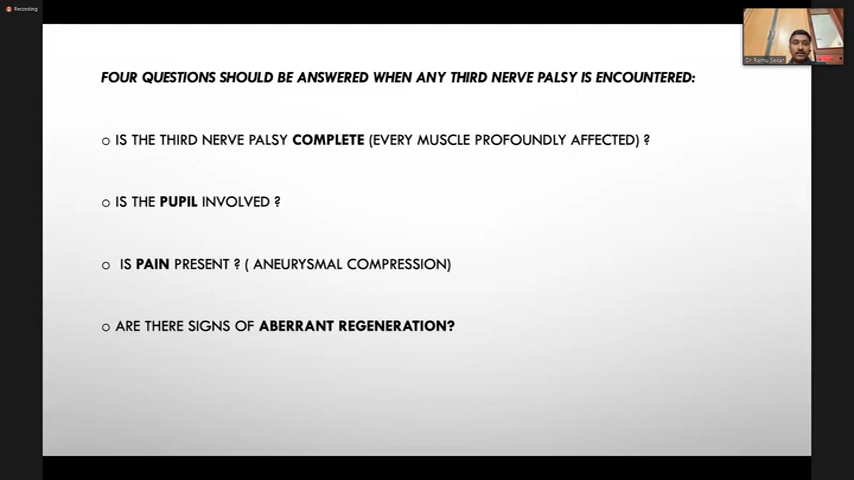 Recording
FOUR QUESTIONS SHOULD BE ANSWERED WHEN ANY THIRD NERVE PALSY IS ENCOUNTERED:
○ IS THE THIRD NERVE PALSY COMPLETE (EVERY MUSCLE PROFOUNDLY AFFECTED) ?
○ IS THE PUPIL INVOLVED ?
○ IS PAIN PRESENT ? ( ANEURYSMAL COMPRESSION)
○ ARE THERE SIGNS OF ABERRANT REGENERATION?
Dr Ramu Sekar